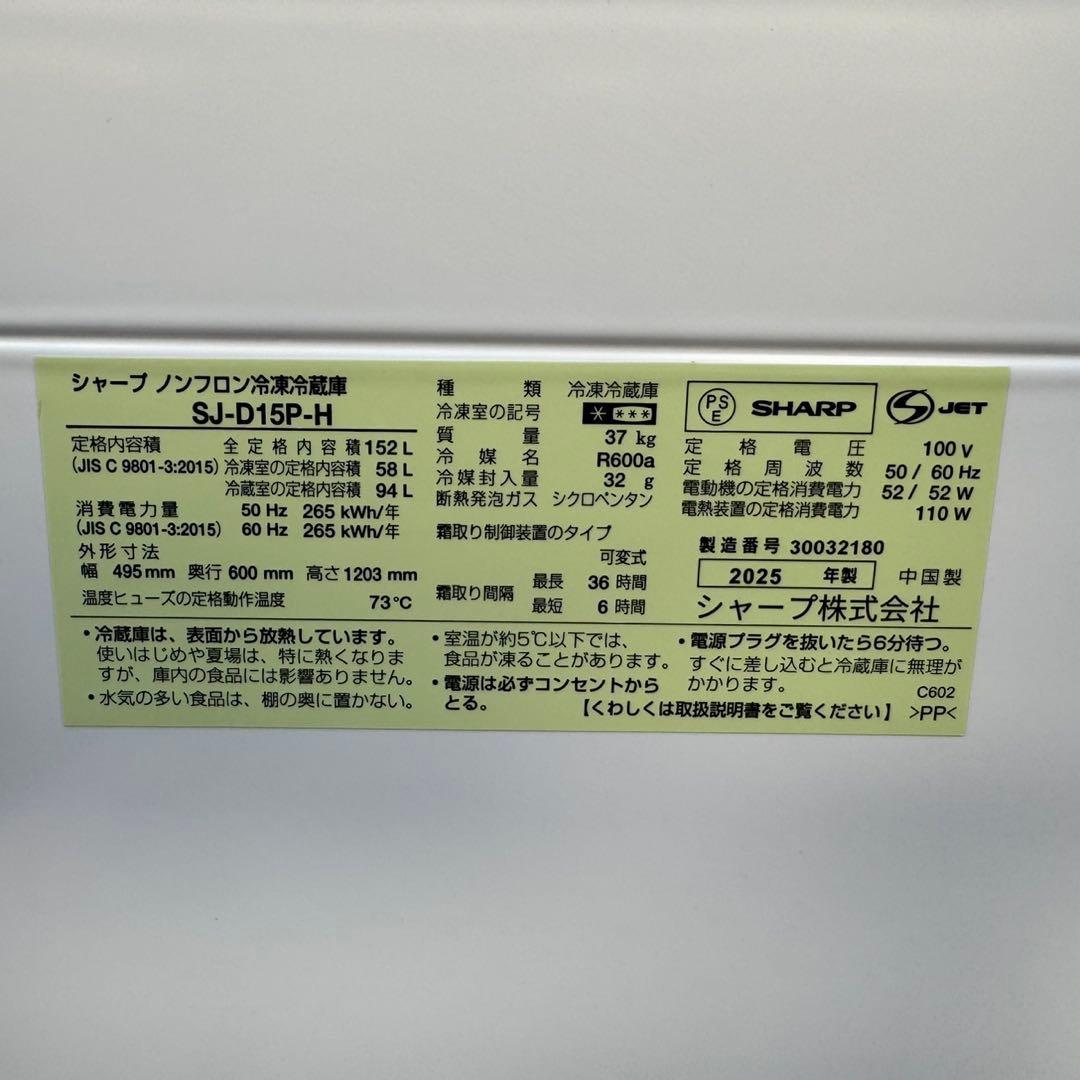 シャープ ノンフロン冷凍冷蔵庫
SJ-D15P-H
定格内容積 全定格内容積 152 L
(JIS C 9801-3:2015) 冷凍室の定格内容積 58 L
冷蔵室の定格内容積 94 L
消費電力量 50 Hz 265 kWh/年
(JIS C 9801-3:2015) 60 Hz 265 kWh/年
外形寸法
幅 495 mm 奥行 600 mm 高さ 1203 mm
温度ヒューズの定格動作温度 73℃
種類 冷凍冷蔵庫
冷凍室の記号 * ***
質量 37 kg
冷媒名 R600a
冷媒封入量 32 g
断熱発泡ガス シクロペンタン
霜取り制御装置のタイプ
可変式
霜取り間隔 最長 36 時間
最短 6 時間
PSE SHARP JET
定格電圧 100 V
定格周波数 50 / 60 Hz
電動機の定格消費電力 52 / 52 W
電熱装置の定格消費電力 110 W
製造番号 30032180
2025 年製 中国製
シャープ株式会社
・冷蔵庫は、表面から放熱しています。
使いはじめや夏場は、特に熱くなりま
すが、庫内の食品には影響ありません。
・水気の多い食品は、棚の奥に置かない。
・室温が約5℃以下では、
食品が凍ることがあります。
・電源は必ずコンセントから
とる。
・電源プラグを抜いたら6分待つ。
すぐに差し込むと冷蔵庫に無理が
かかります。
C602
【くわしくは取扱説明書をご覧ください】 >PP<